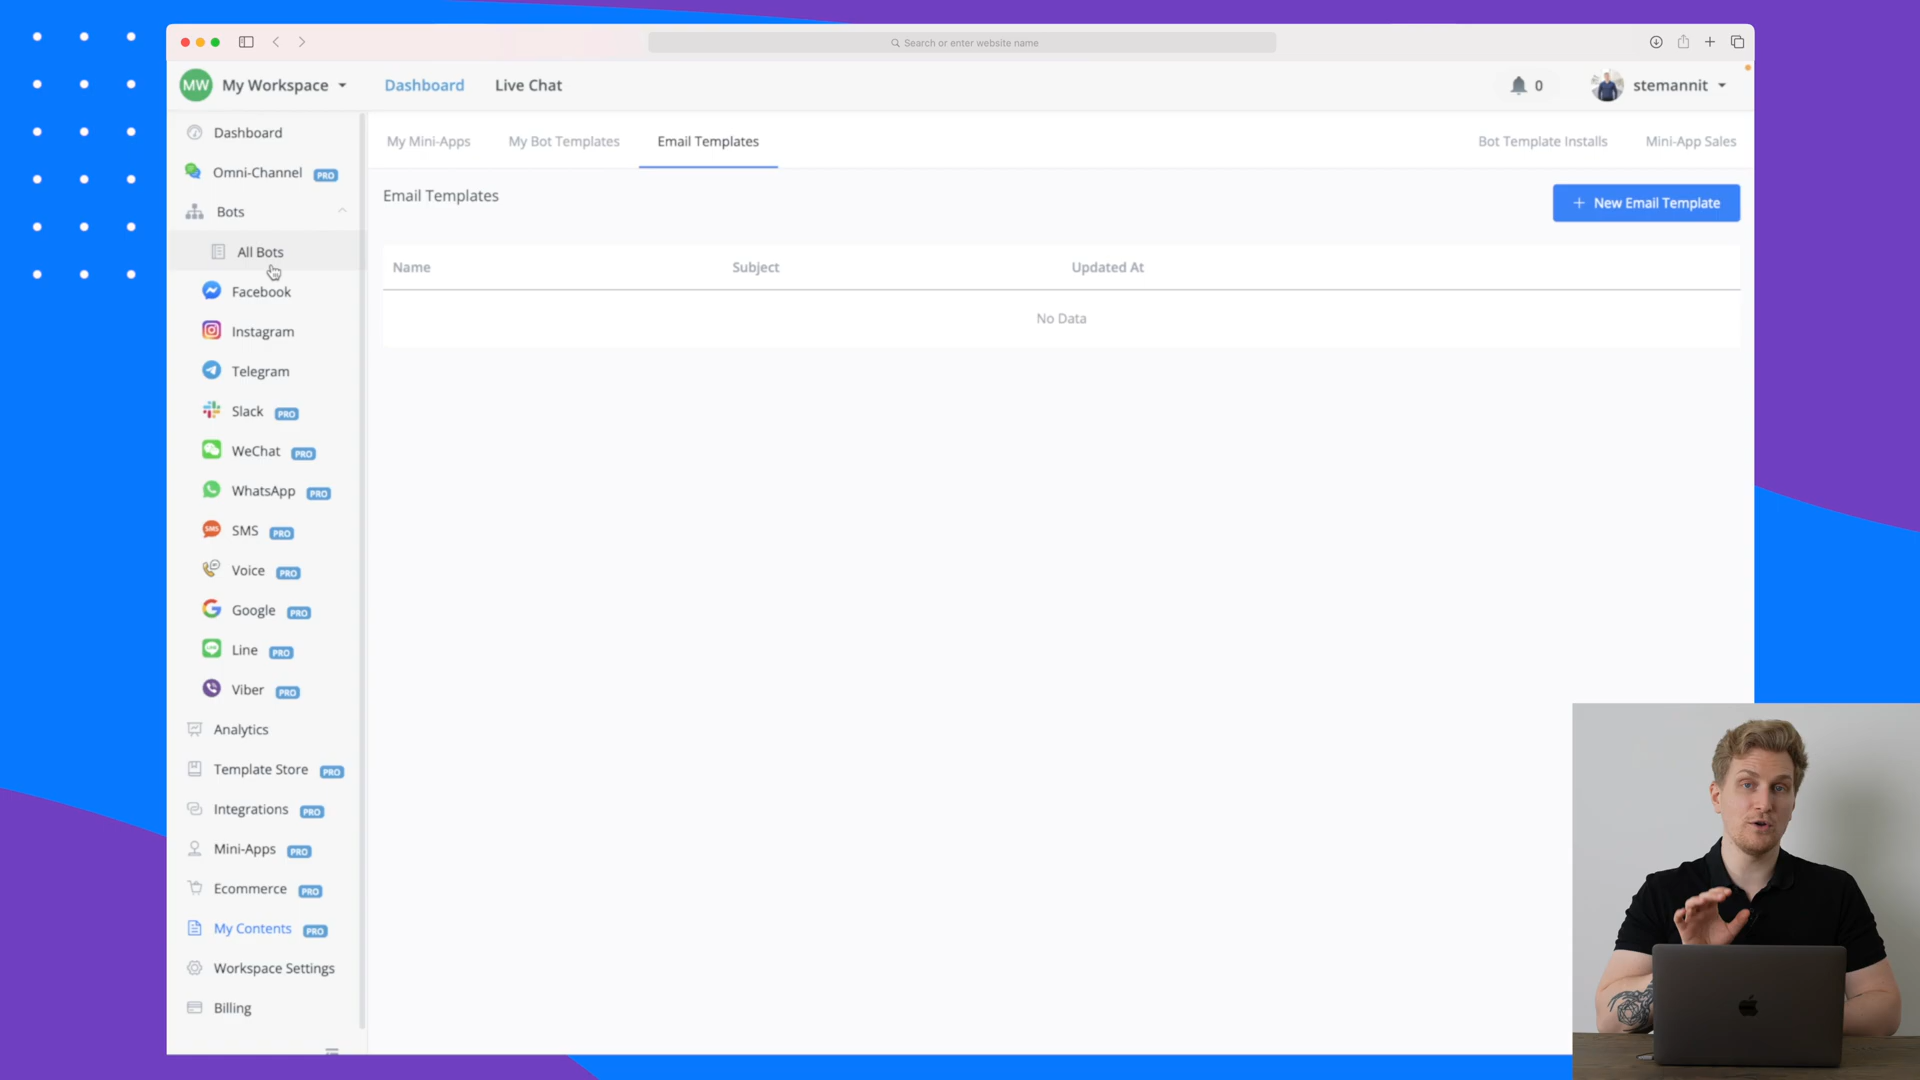 Search or enter website name
MW My Workspace Dashboard Live Chat 0 stemannit
Dashboard
Omni-Channel PRO
Bots
All Bots
Facebook
Instagram
Telegram
Slack PRO
WeChat PRO
WhatsApp PRO
SMS SMS PRO
Voice PRO
Google PRO
Line PRO
Viber PRO
Analytics
Template Store PRO
Integrations PRO
Mini-Apps PRO
Ecommerce PRO
My Contents PRO
Workspace Settings
Billing
My Mini-Apps My Bot Templates Email Templates Bot Template Installs Mini-App Sales
Email Templates
+ New Email Template
Name Subject Updated At
No Data